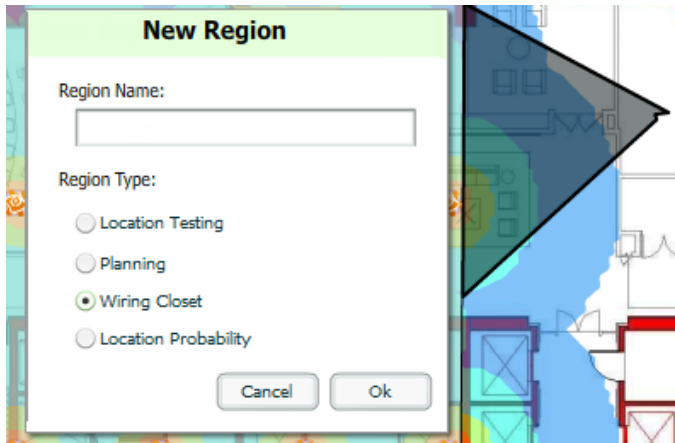 New Region
Region Name:
Region Type:
Location Testing
Planning
Wiring Closet
Location Probability
Cancel
Ok